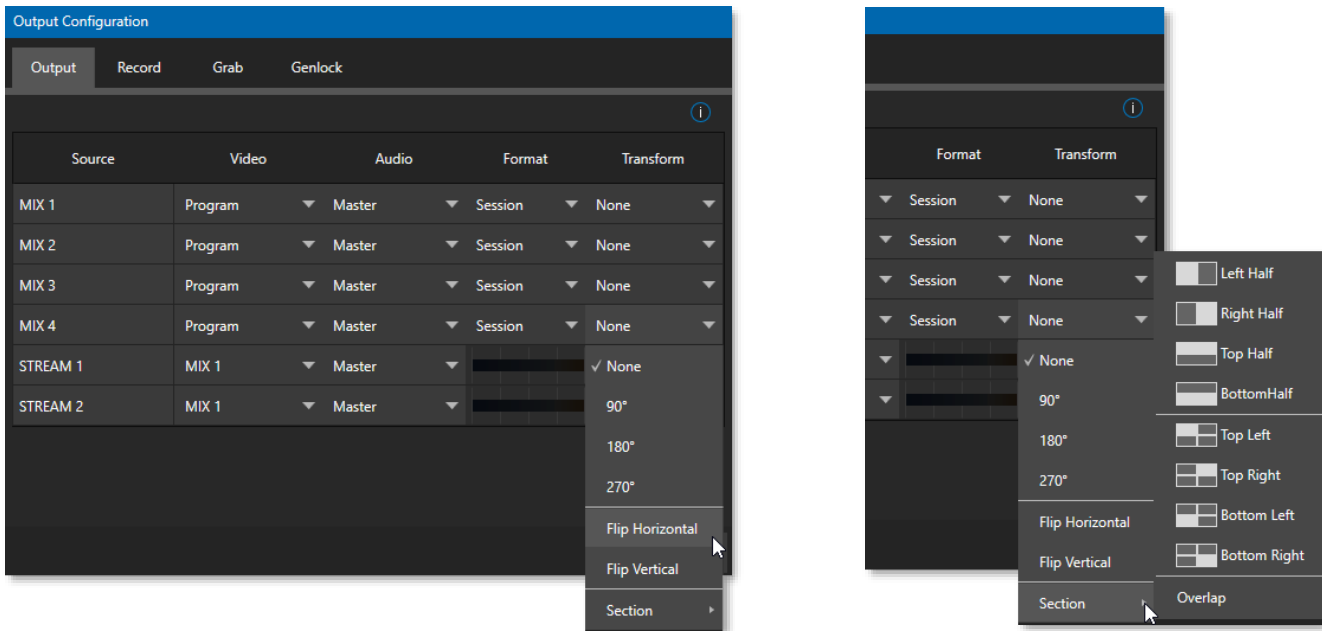 Output Configuration
Output Record Grab Genlock
i
Source Video Audio Format Transform
MIX 1 Program Master Session None
MIX 2 Program Master Session None
MIX 3 Program Master Session None
MIX 4 Program Master Session None
STREAM 1 MIX 1 Master
STREAM 2 MIX 1 Master
✓ None
90°
180°
270°
Flip Horizontal
Flip Vertical
Section
i
Format Transform
Session None
Session None
Session None
Session None
✓ None
90°
180°
270°
Flip Horizontal
Flip Vertical
Section
Left Half
Right Half
Top Half
BottomHalf
Top Left
Top Right
Bottom Left
Bottom Right
Overlap